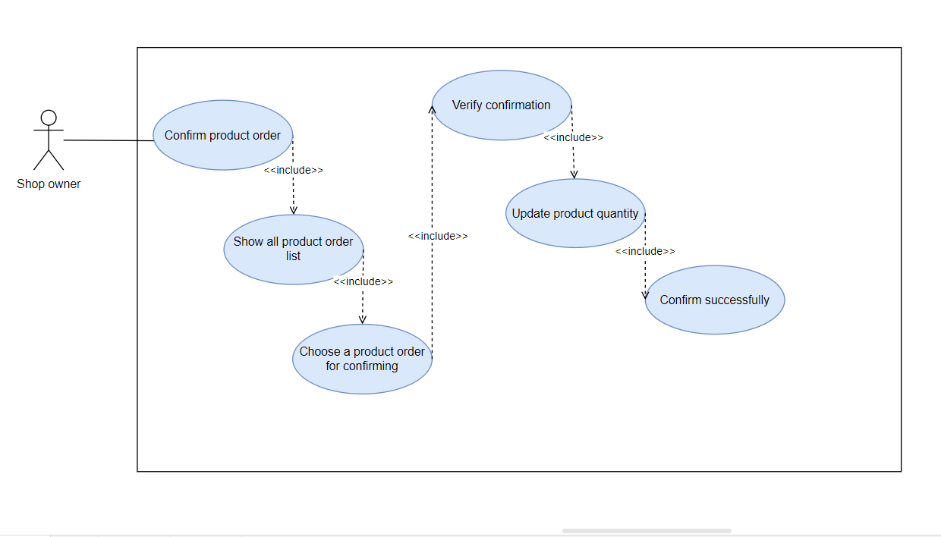 Shop owner
Confirm product order
<<include>>
Show all product order
list
<<include>>
Choose a product order
for confirming
<<include>>
Verify confirmation
<<include>>
Update product quantity
<<include>>
Confirm successfully